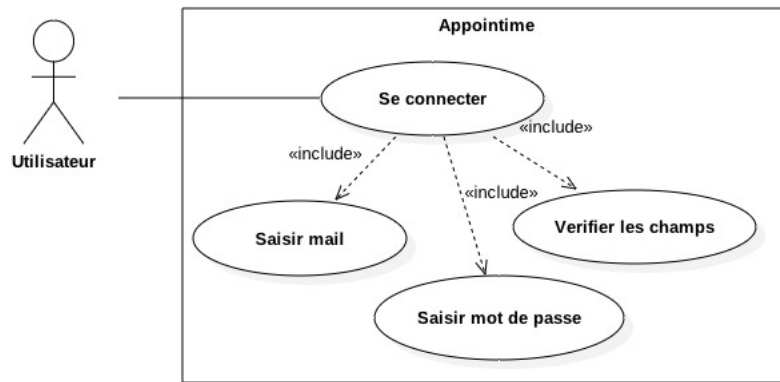 Appointime
Se connecter
Utilisateur
«include»
«include»
«include»
Saisir mail
Verifier les champs
Saisir mot de passe